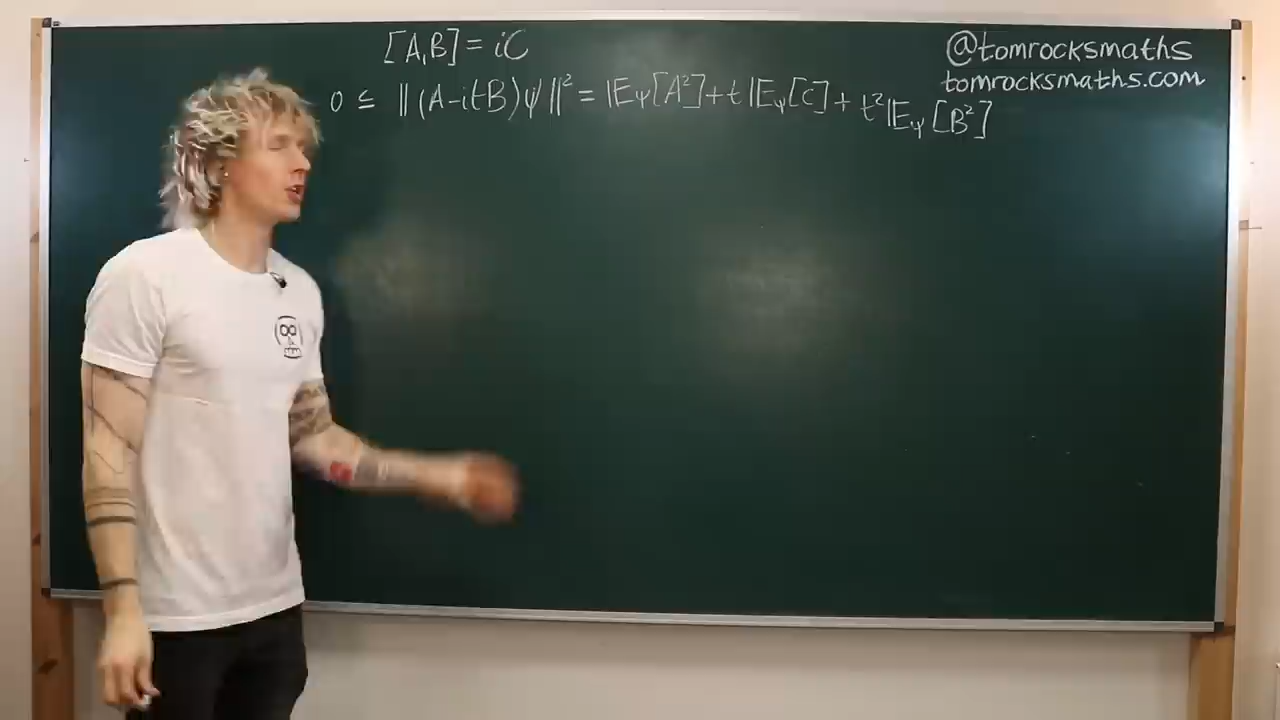 [A,B] = iC
0 ≤ ‖(A-itB)ψ‖² = 𝔼ψ[A²] + t 𝔼ψ[C] + t² 𝔼ψ[B²]
@tomrocksmaths
tomrocksmaths.com